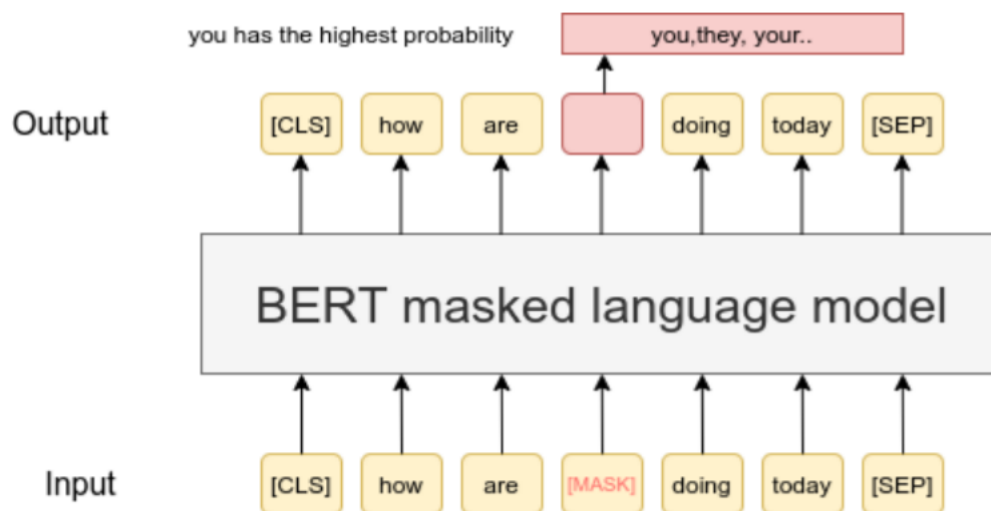 you has the highest probability
you,they, your..
Output
[CLS]
how
are
doing
today
[SEP]
BERT masked language model
Input
[CLS]
how
are
[MASK]
doing
today
[SEP]